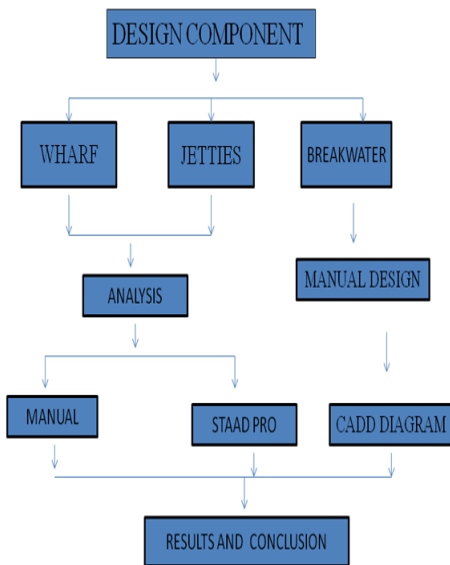 DESIGN COMPONENT
WHARF
JETTIES
BREAKWATER
ANALYSIS
MANUAL DESIGN
MANUAL
STAAD PRO
CADD DIAGRAM
RESULTS AND CONCLUSION